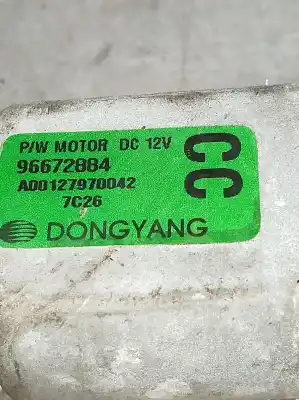 P/W MOTOR DC 12V
96672884
A00127970042
7C26
CC
DONGYANG